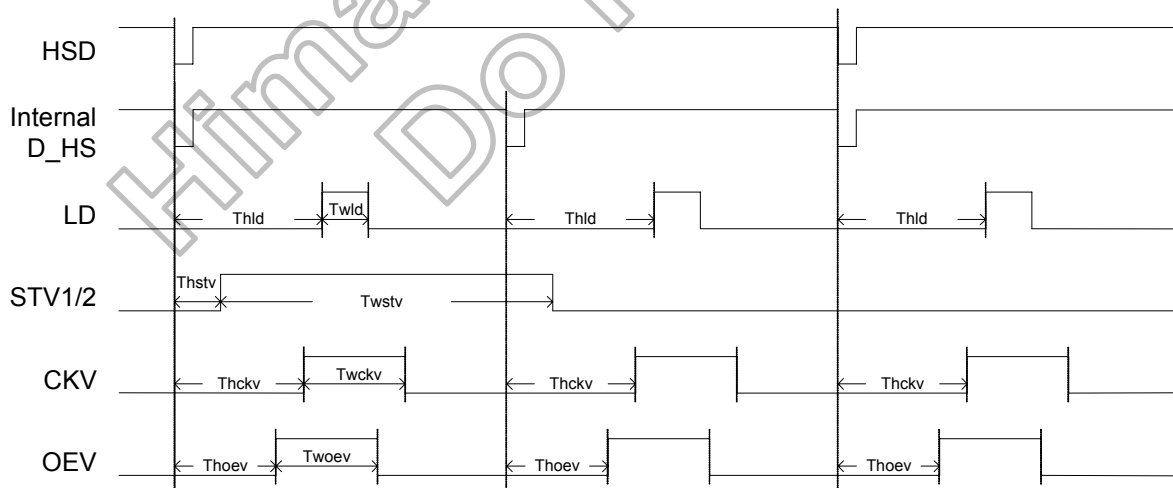 HSD
Internal
D_HS
LD
Thld
Twld
Thld
Thld
STV1/2
Thstv
Twstv
CKV
Thckv
Twckv
Thckv
Thckv
OEV
Thoev
Twoev
Thoev
Thoev
Do